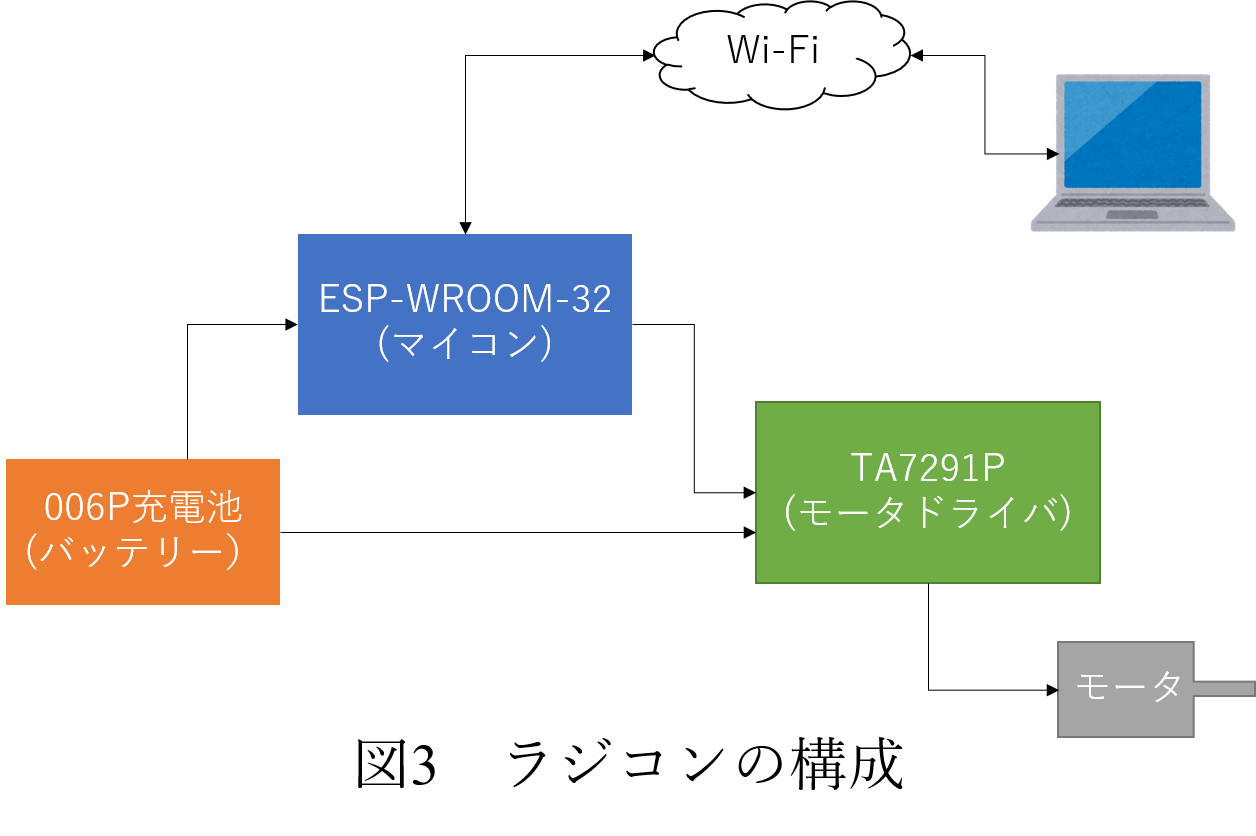 Wi-Fi
ESP-WROOM-32
(マイコン)
TA7291P
(モータドライバ)
006P充電池
(バッテリー)
モータ
図3　ラジコンの構成